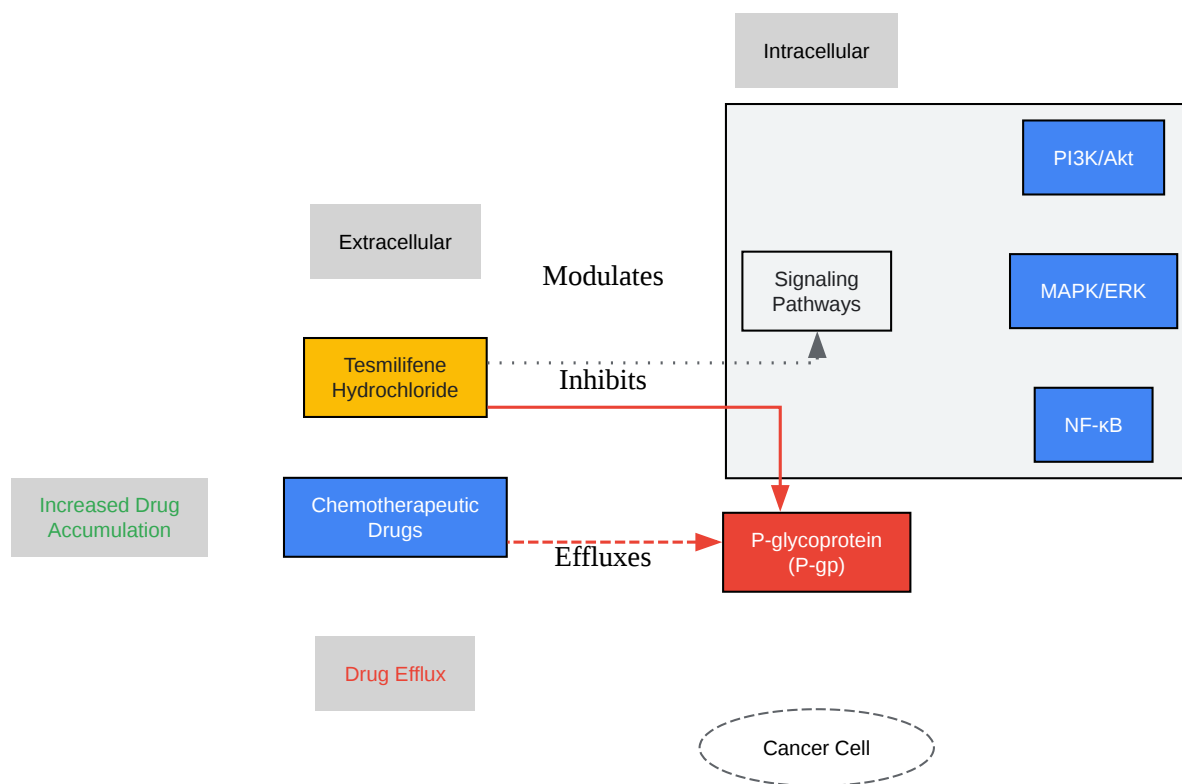 Intracellular
PI3K/Akt
Extracellular
Modulates
Signaling
Pathways
MAPK/ERK
Tesmilifene
Hydrochloride
Inhibits
NF-κB
Increased Drug
Accumulation
Chemotherapeutic
Drugs
Effluxes
P-glycoprotein
(P-gp)
Drug Efflux
Cancer Cell